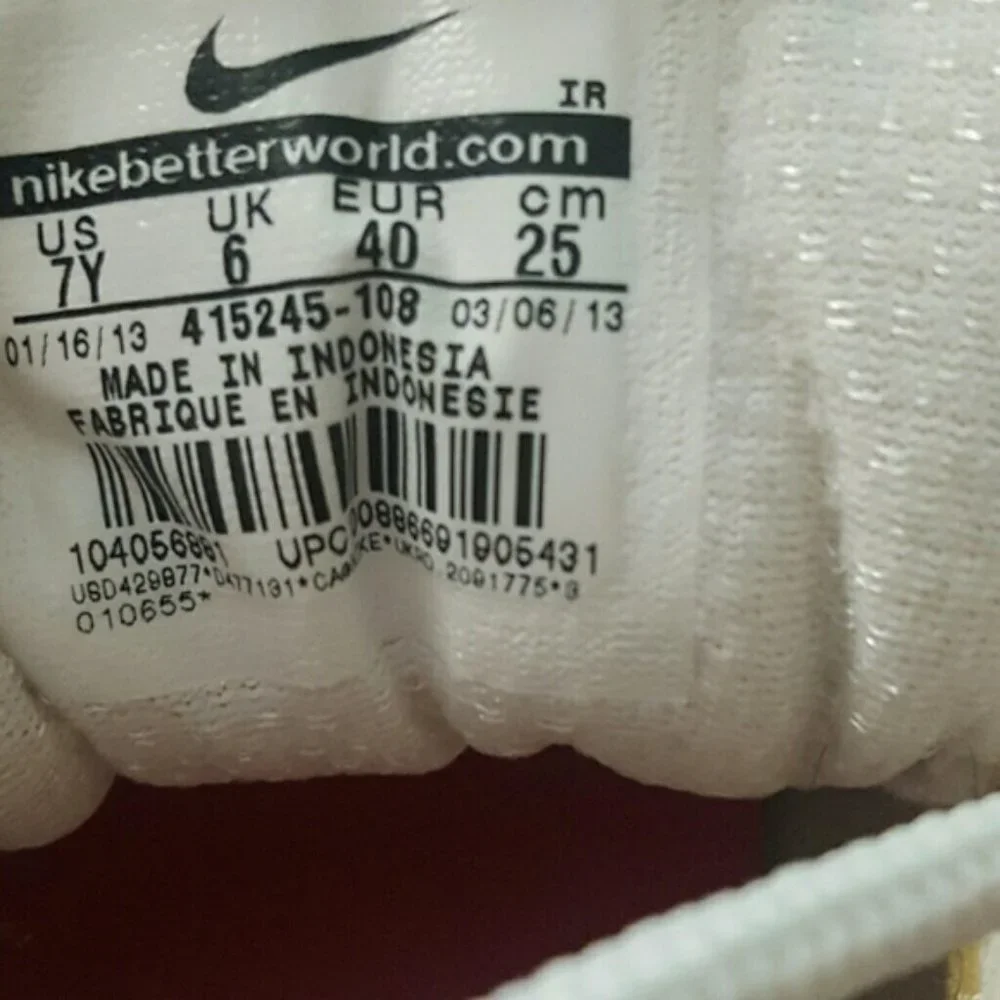 IR
nikebetterworld.com
US UK EUR cm
7Y 6 40 25
01/16/13 415245-108 03/06/13
MADE IN INDONESIA
FABRIQUE EN INDONESIE
UPC 00886691905431
010655*